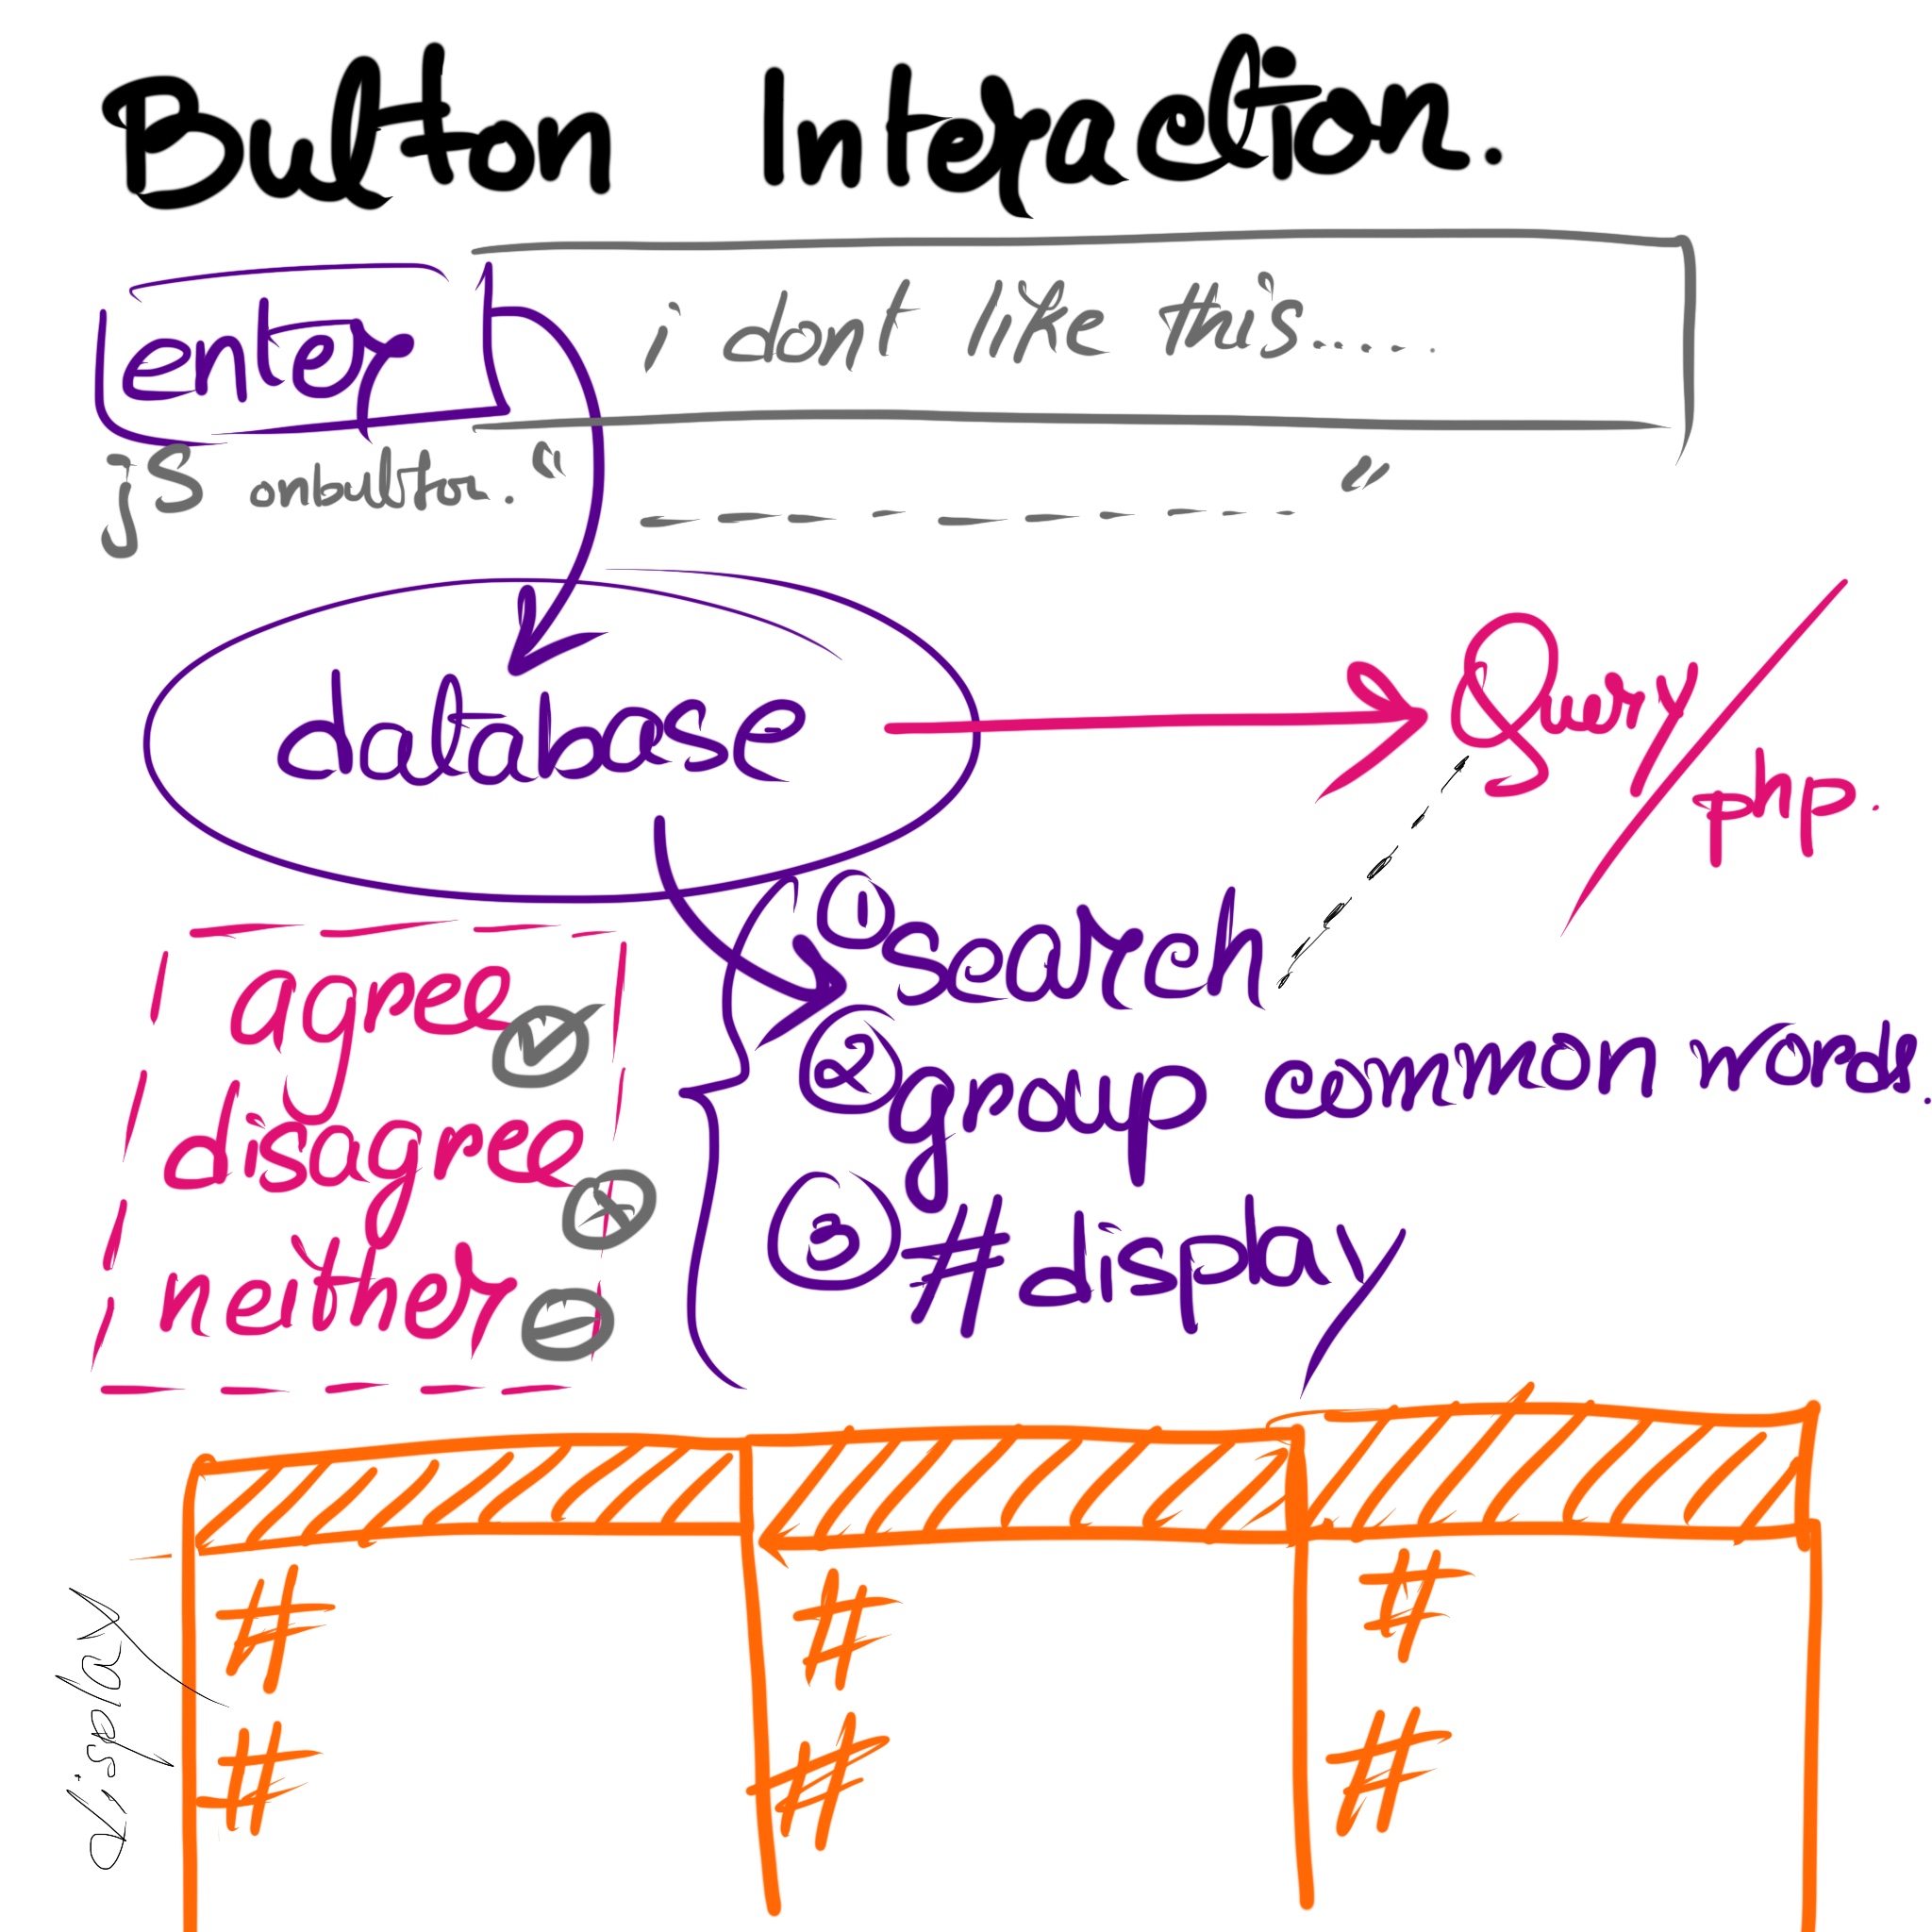 Button Interaction.
enter
i dont like this......
js onbutton. " - - - - - - - - - - "
database
Query/
php.
① search
② group common words.
③ # display
agree
disagree
neither
display
# # #
# # #